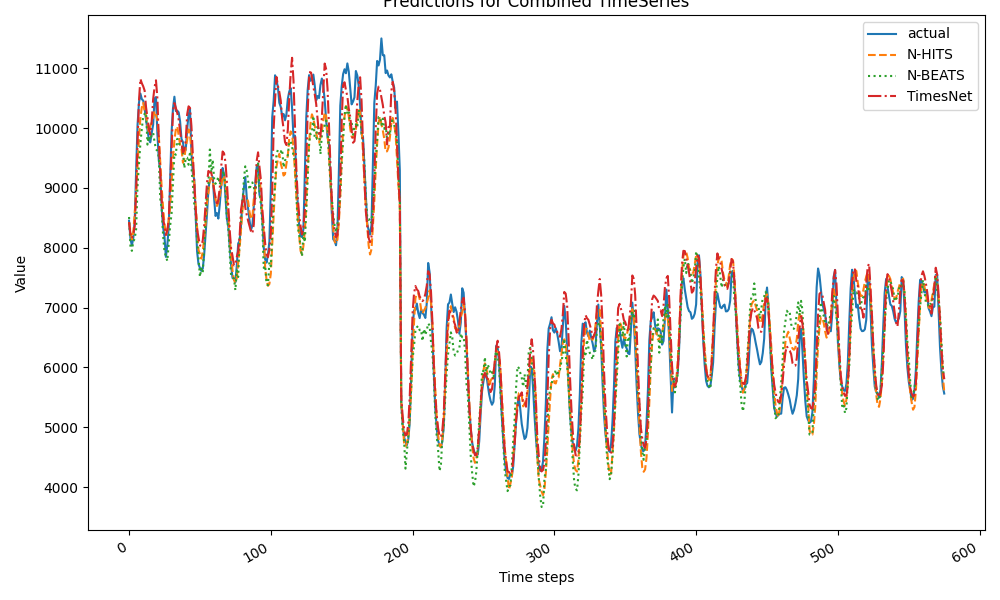 Predictions for Combined TimeSeries
actual
N-HITS
N-BEATS
TimesNet
11000
10000
9000
8000
7000
6000
5000
4000
Value
0
100
200
300
400
500
600
Time steps